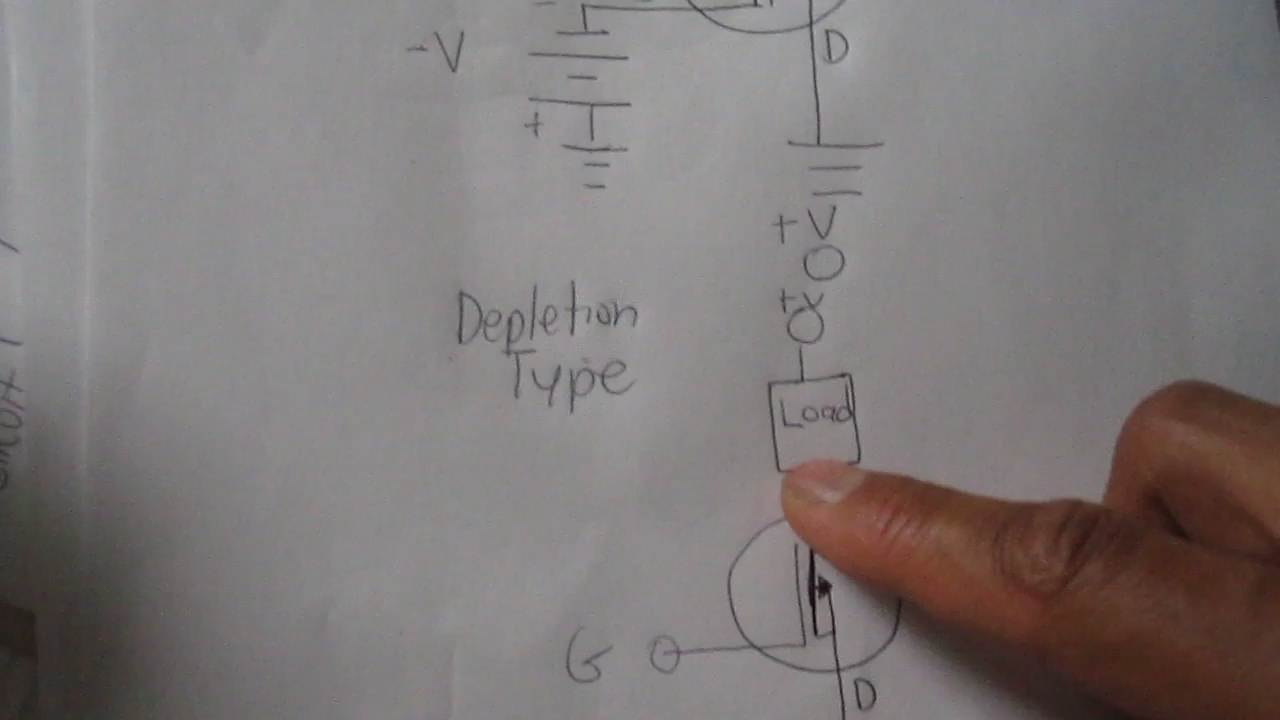 -V
D
+
+V
+V
Depletion
Type
Load
G
D